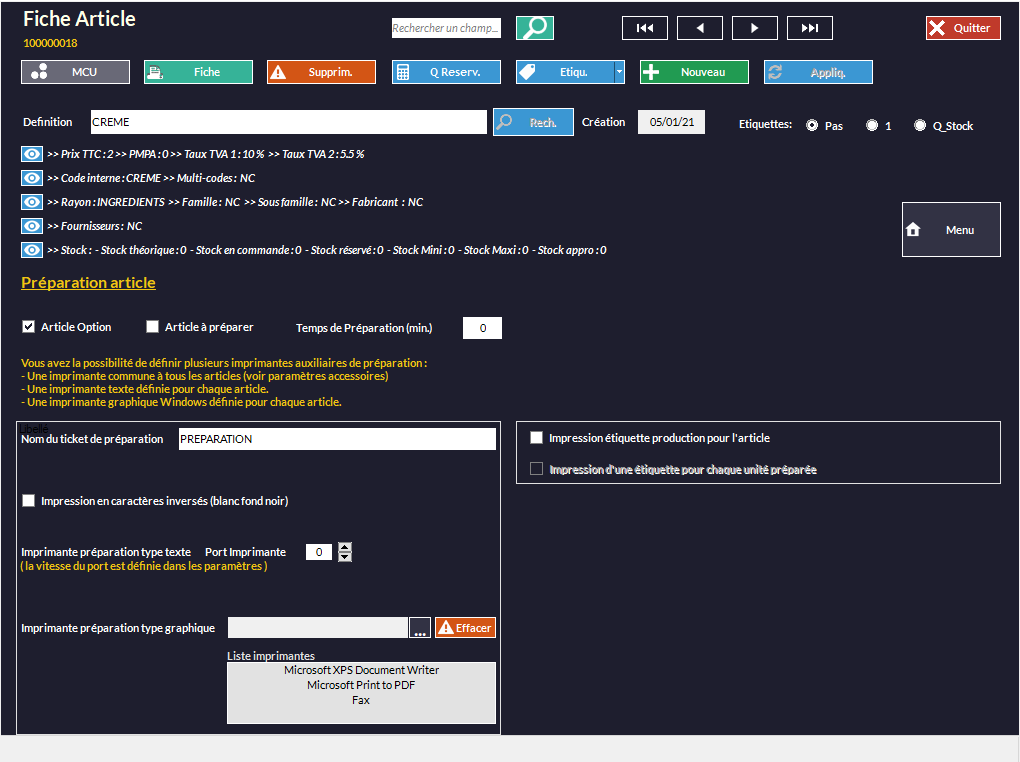 Fiche Article
100000018
Rechercher un champ...
Quitter
MCU
Fiche
Supprim.
Q Reserv.
Etiqu.
Nouveau
Appliq.
Definition
CREME
Rech.
Création
05/01/21
Etiquettes:
Pas
1
Q_Stock
>> Prix TTC : 2 >> PMPA : 0 >> Taux TVA 1 : 10 % >> Taux TVA 2 : 5.5 %
>> Code interne : CREME >> Multi-codes : NC
>> Rayon : INGREDIENTS >> Famille : NC >> Sous famille : NC >> Fabricant : NC
>> Fournisseurs : NC
>> Stock : - Stock théorique : 0 - Stock en commande : 0 - Stock réservé : 0 - Stock Mini : 0 - Stock Maxi : 0 - Stock appro : 0
Menu
Préparation article
Article Option
Article à préparer
Temps de Préparation (min.)
0
Vous avez la possibilité de définir plusieurs imprimantes auxiliaires de préparation :
- Une imprimante commune à tous les articles (voir paramètres accessoires)
- Une imprimante texte définie pour chaque article.
- Une imprimante graphique Windows définie pour chaque article.
Libellé
Nom du ticket de préparation
PREPARATION
Impression étiquette production pour l'article
Impression d'une étiquette pour chaque unité préparée
Impression en caractères inversés (blanc fond noir)
Imprimante préparation type texte
Port Imprimante
0
( la vitesse du port est définie dans les paramètres )
Imprimante préparation type graphique
...
Effacer
Liste imprimantes
Microsoft XPS Document Writer
Microsoft Print to PDF
Fax